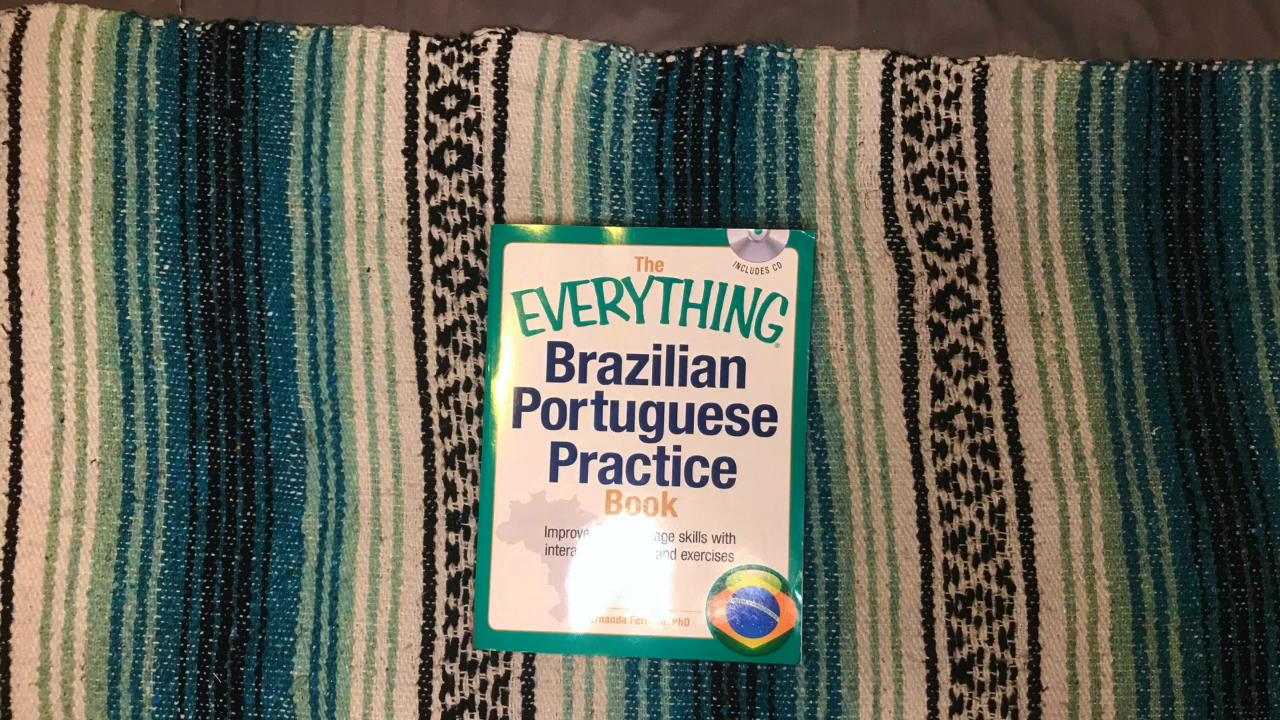 INCLUDES CD
The
EVERYTHING®
Brazilian
Portuguese
Practice
Book
Improve skills with
and exercises
PhD